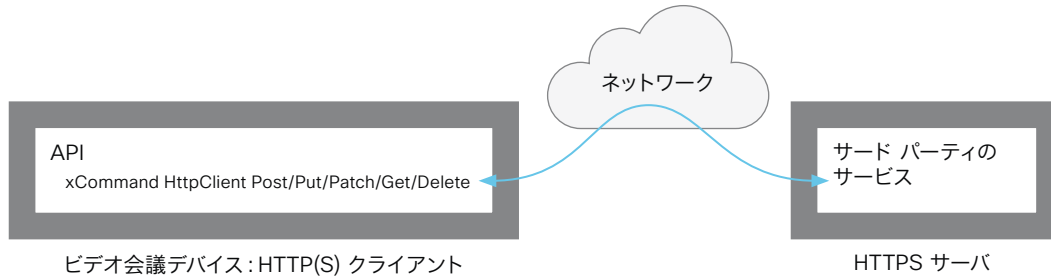 ネットワーク
API
xCommand HttpClient Post/Put/Patch/Get/Delete
サード パーティの
サービス
ビデオ会議デバイス : HTTP(S) クライアント
HTTPS サーバ